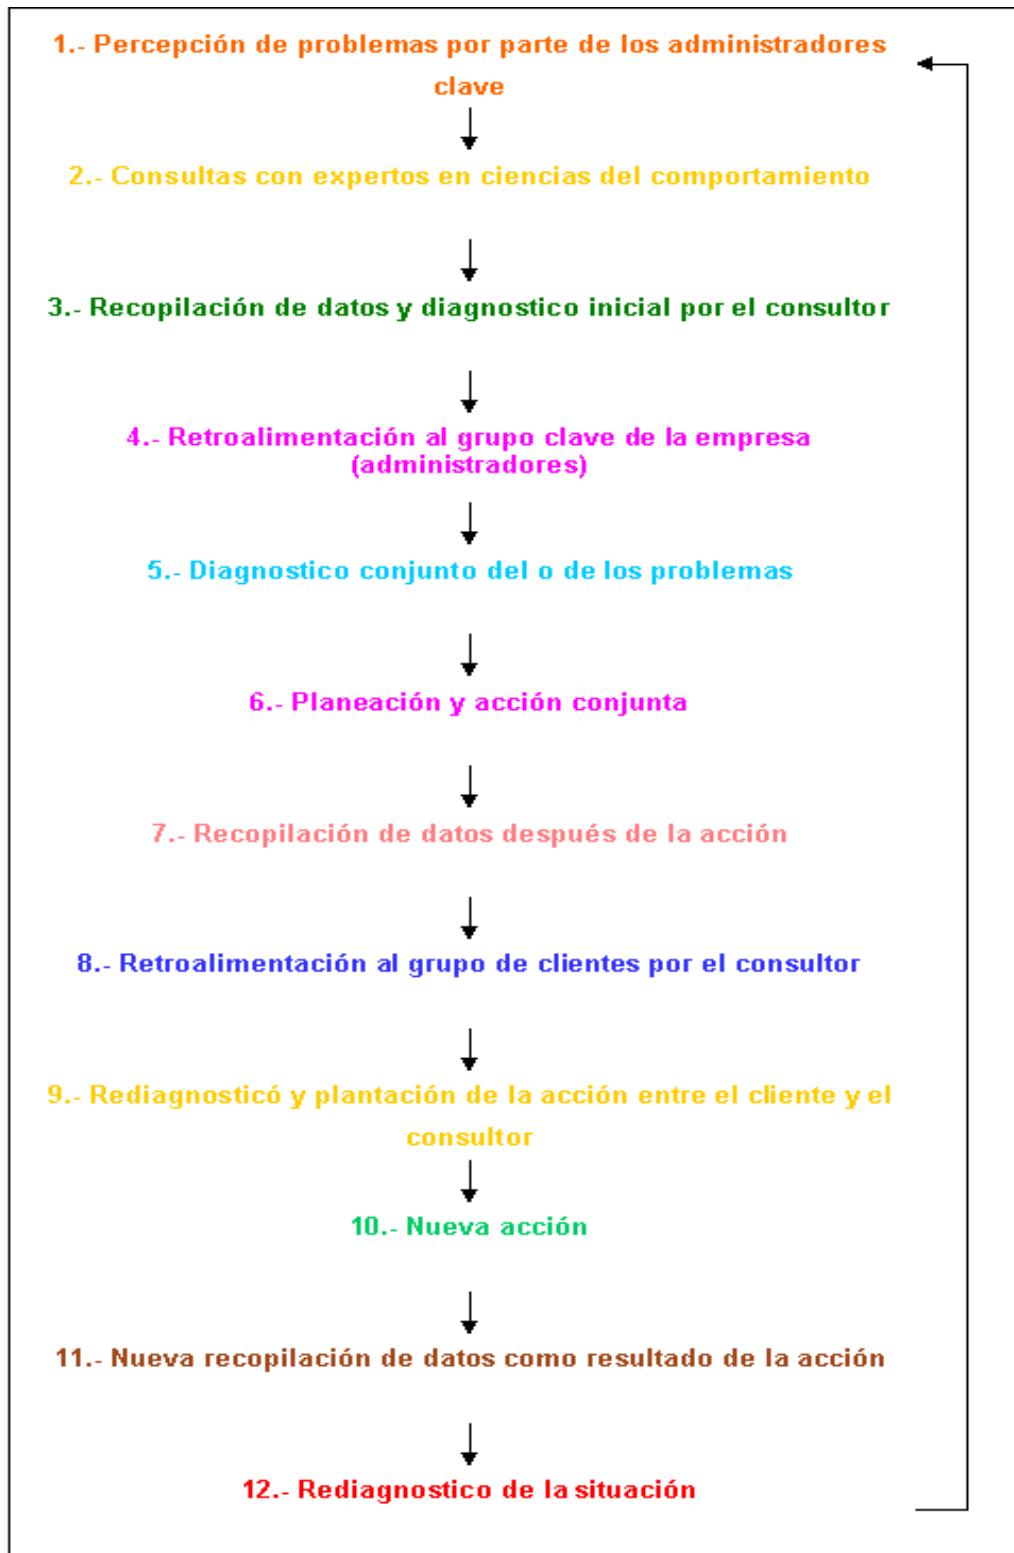 1.- Percepción de problemas por parte de los administradores
clave
2.- Consultas con expertos en ciencias del comportamiento
3.- Recopilación de datos y diagnostico inicial por el consultor
4.- Retroalimentación al grupo clave de la empresa
(administradores)
5.- Diagnostico conjunto del o de los problemas
6.- Planeación y acción conjunta
7.- Recopilación de datos después de la acción
8.- Retroalimentación al grupo de clientes por el consultor
9.- Rediagnosticó y plantación de la acción entre el cliente y el
consultor
10.- Nueva acción
11.- Nueva recopilación de datos como resultado de la acción
12.- Rediagnostico de la situación